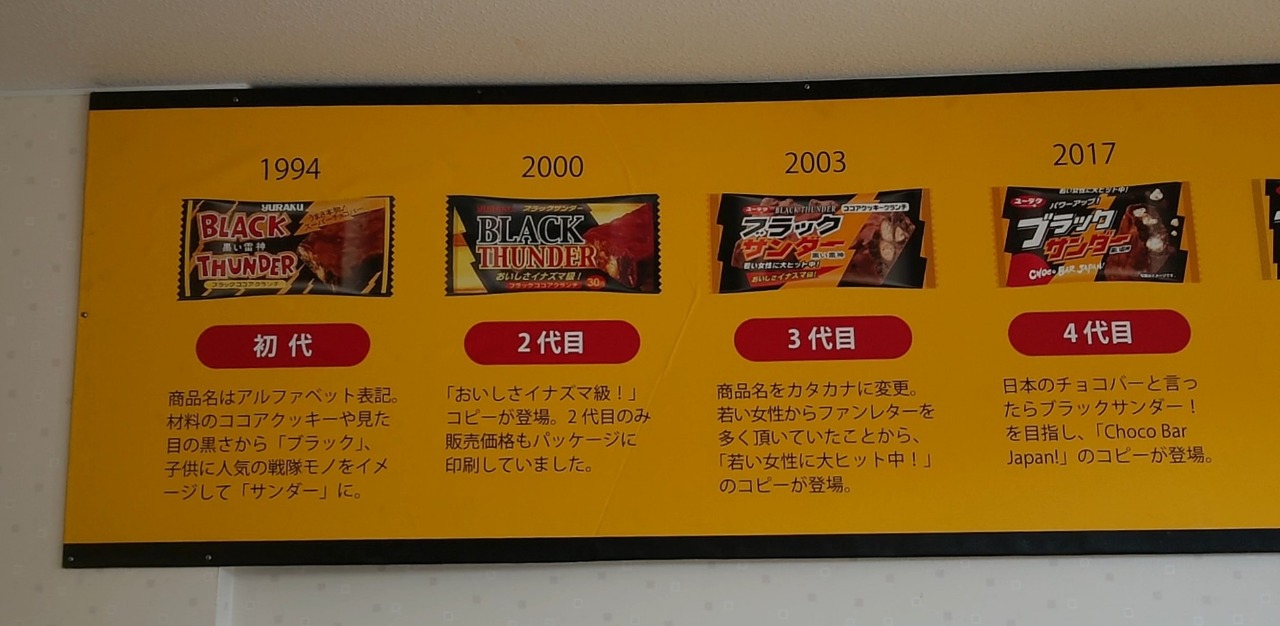 1994
YURAKU
BLACK
黒い雷神
THUNDER
ブラックココアクランチ
初代
商品名はアルファベット表記。
材料のココアクッキーや見た
目の黒さから「ブラック」、
子供に人気の戦隊モノをイメ
ージして「サンダー」に。
2000
ブラックサンダー
BLACK
THUNDER
おいしさイナズマ級!
ブラックココアクランチ
30
2代目
「おいしさイナズマ級!」
コピーが登場。2代目のみ
販売価格もパッケージに
印刷していました。
2003
ユーラク
BLACK THUNDER
ココアクッキークランチ
ブラック
サンダー
黒い雷神
若い女性に大ヒット中!
おいしさイナズマ級!
3代目
商品名をカタカナに変更。
若い女性からファンレターを
多く頂いていたことから、
「若い女性に大ヒット中!」
のコピーが登場。
2017
若い女性に大ヒット中!
ユーラク
パワーアップ!
ブラック
サンダー
CHOCO BAR JAPAN!
4代目
日本のチョコバーと言っ
たらブラックサンダー!
を目指し、「Choco Bar
Japan!」のコピーが登場。